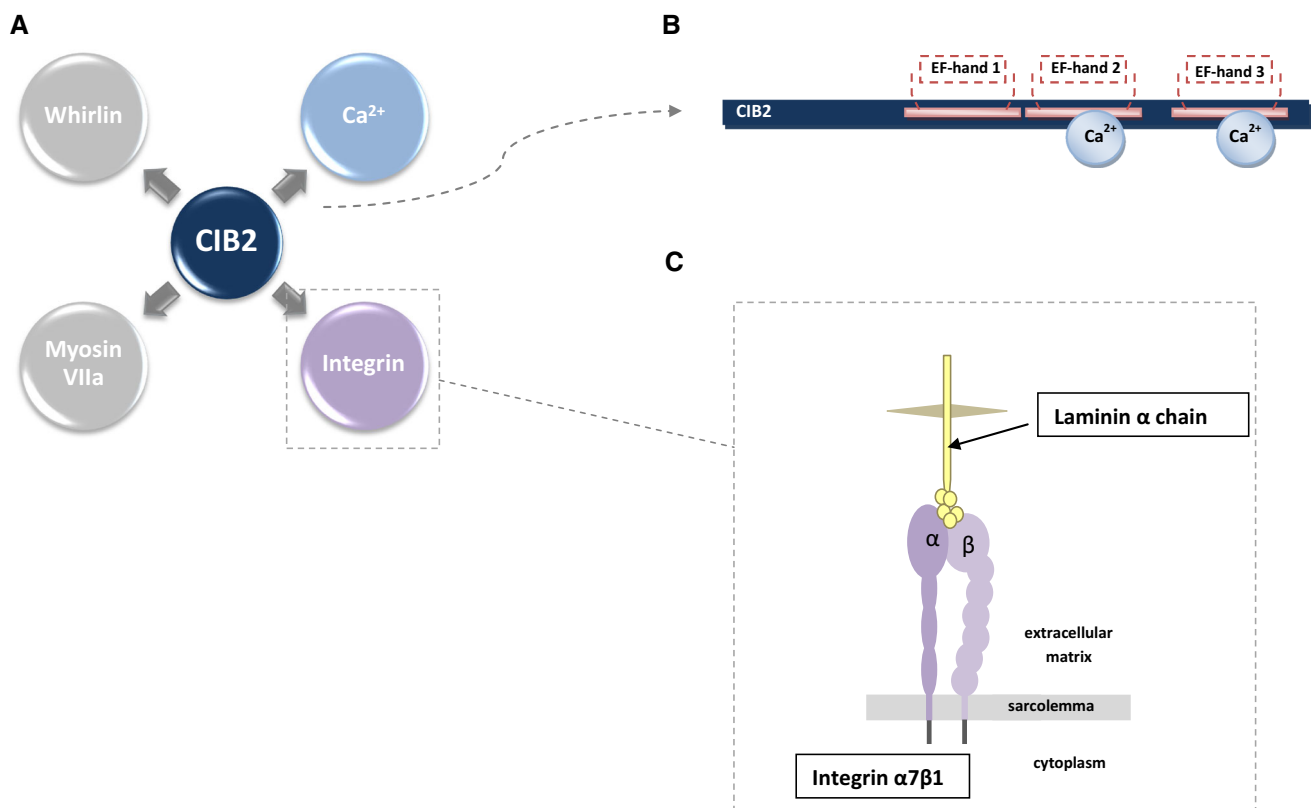 A
Whirlin
Ca²⁺
CIB2
Myosin
VIIa
Integrin
B
EF-hand 1
EF-hand 2
EF-hand 3
CIB2
Ca²⁺
Ca²⁺
C
Laminin α chain
α
β
extracellular
matrix
sarcolemma
cytoplasm
Integrin α7β1